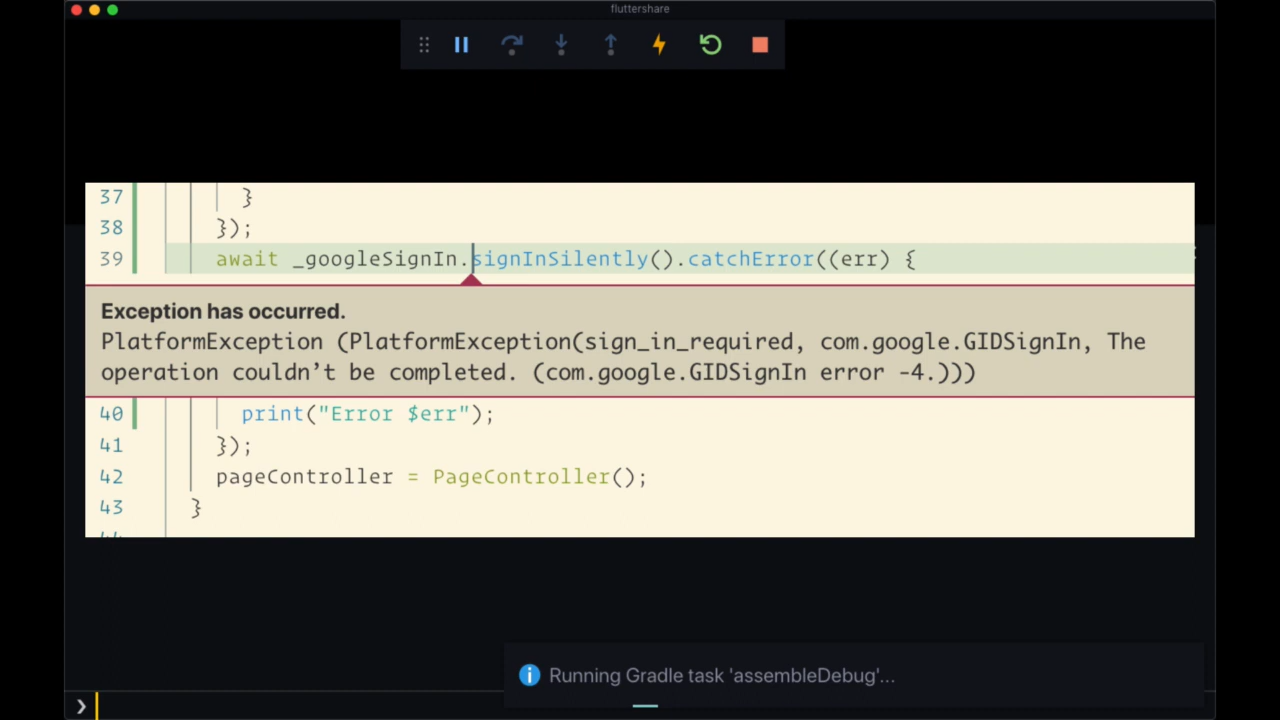 fluttershare
37 }
38 });
39 await _googleSignIn.signInSilently().catchError((err) {
Exception has occurred.
PlatformException (PlatformException(sign_in_required, com.google.GIDSignIn, The
operation couldn’t be completed. (com.google.GIDSignIn error -4.)))
40 print("Error $err");
41 });
42 pageController = PageController();
43 }
Running Gradle task 'assembleDebug'...
❯